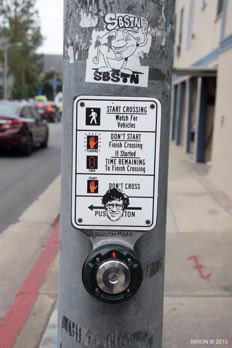 SBSTN
SBSTN
START CROSSING
Watch For
Vehicles
DON'T START
Finish Crossing
If Started
TIME REMAINING
To Finish Crossing
DON'T CROSS
PUSH
TON
BIRON © 2015